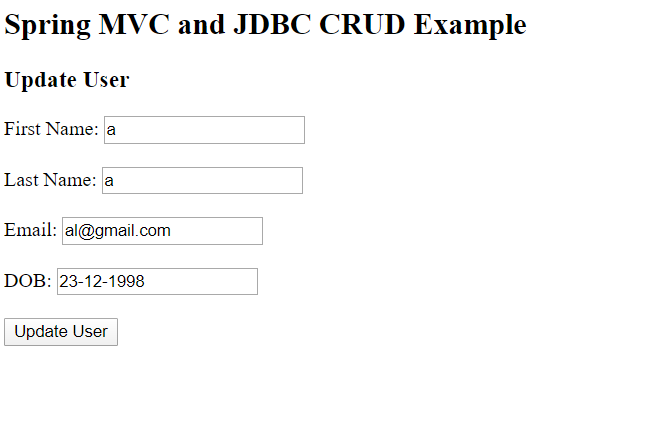 Spring MVC and JDBC CRUD Example
Update User
First Name: a
Last Name: a
Email: al@gmail.com
DOB: 23-12-1998
Update User